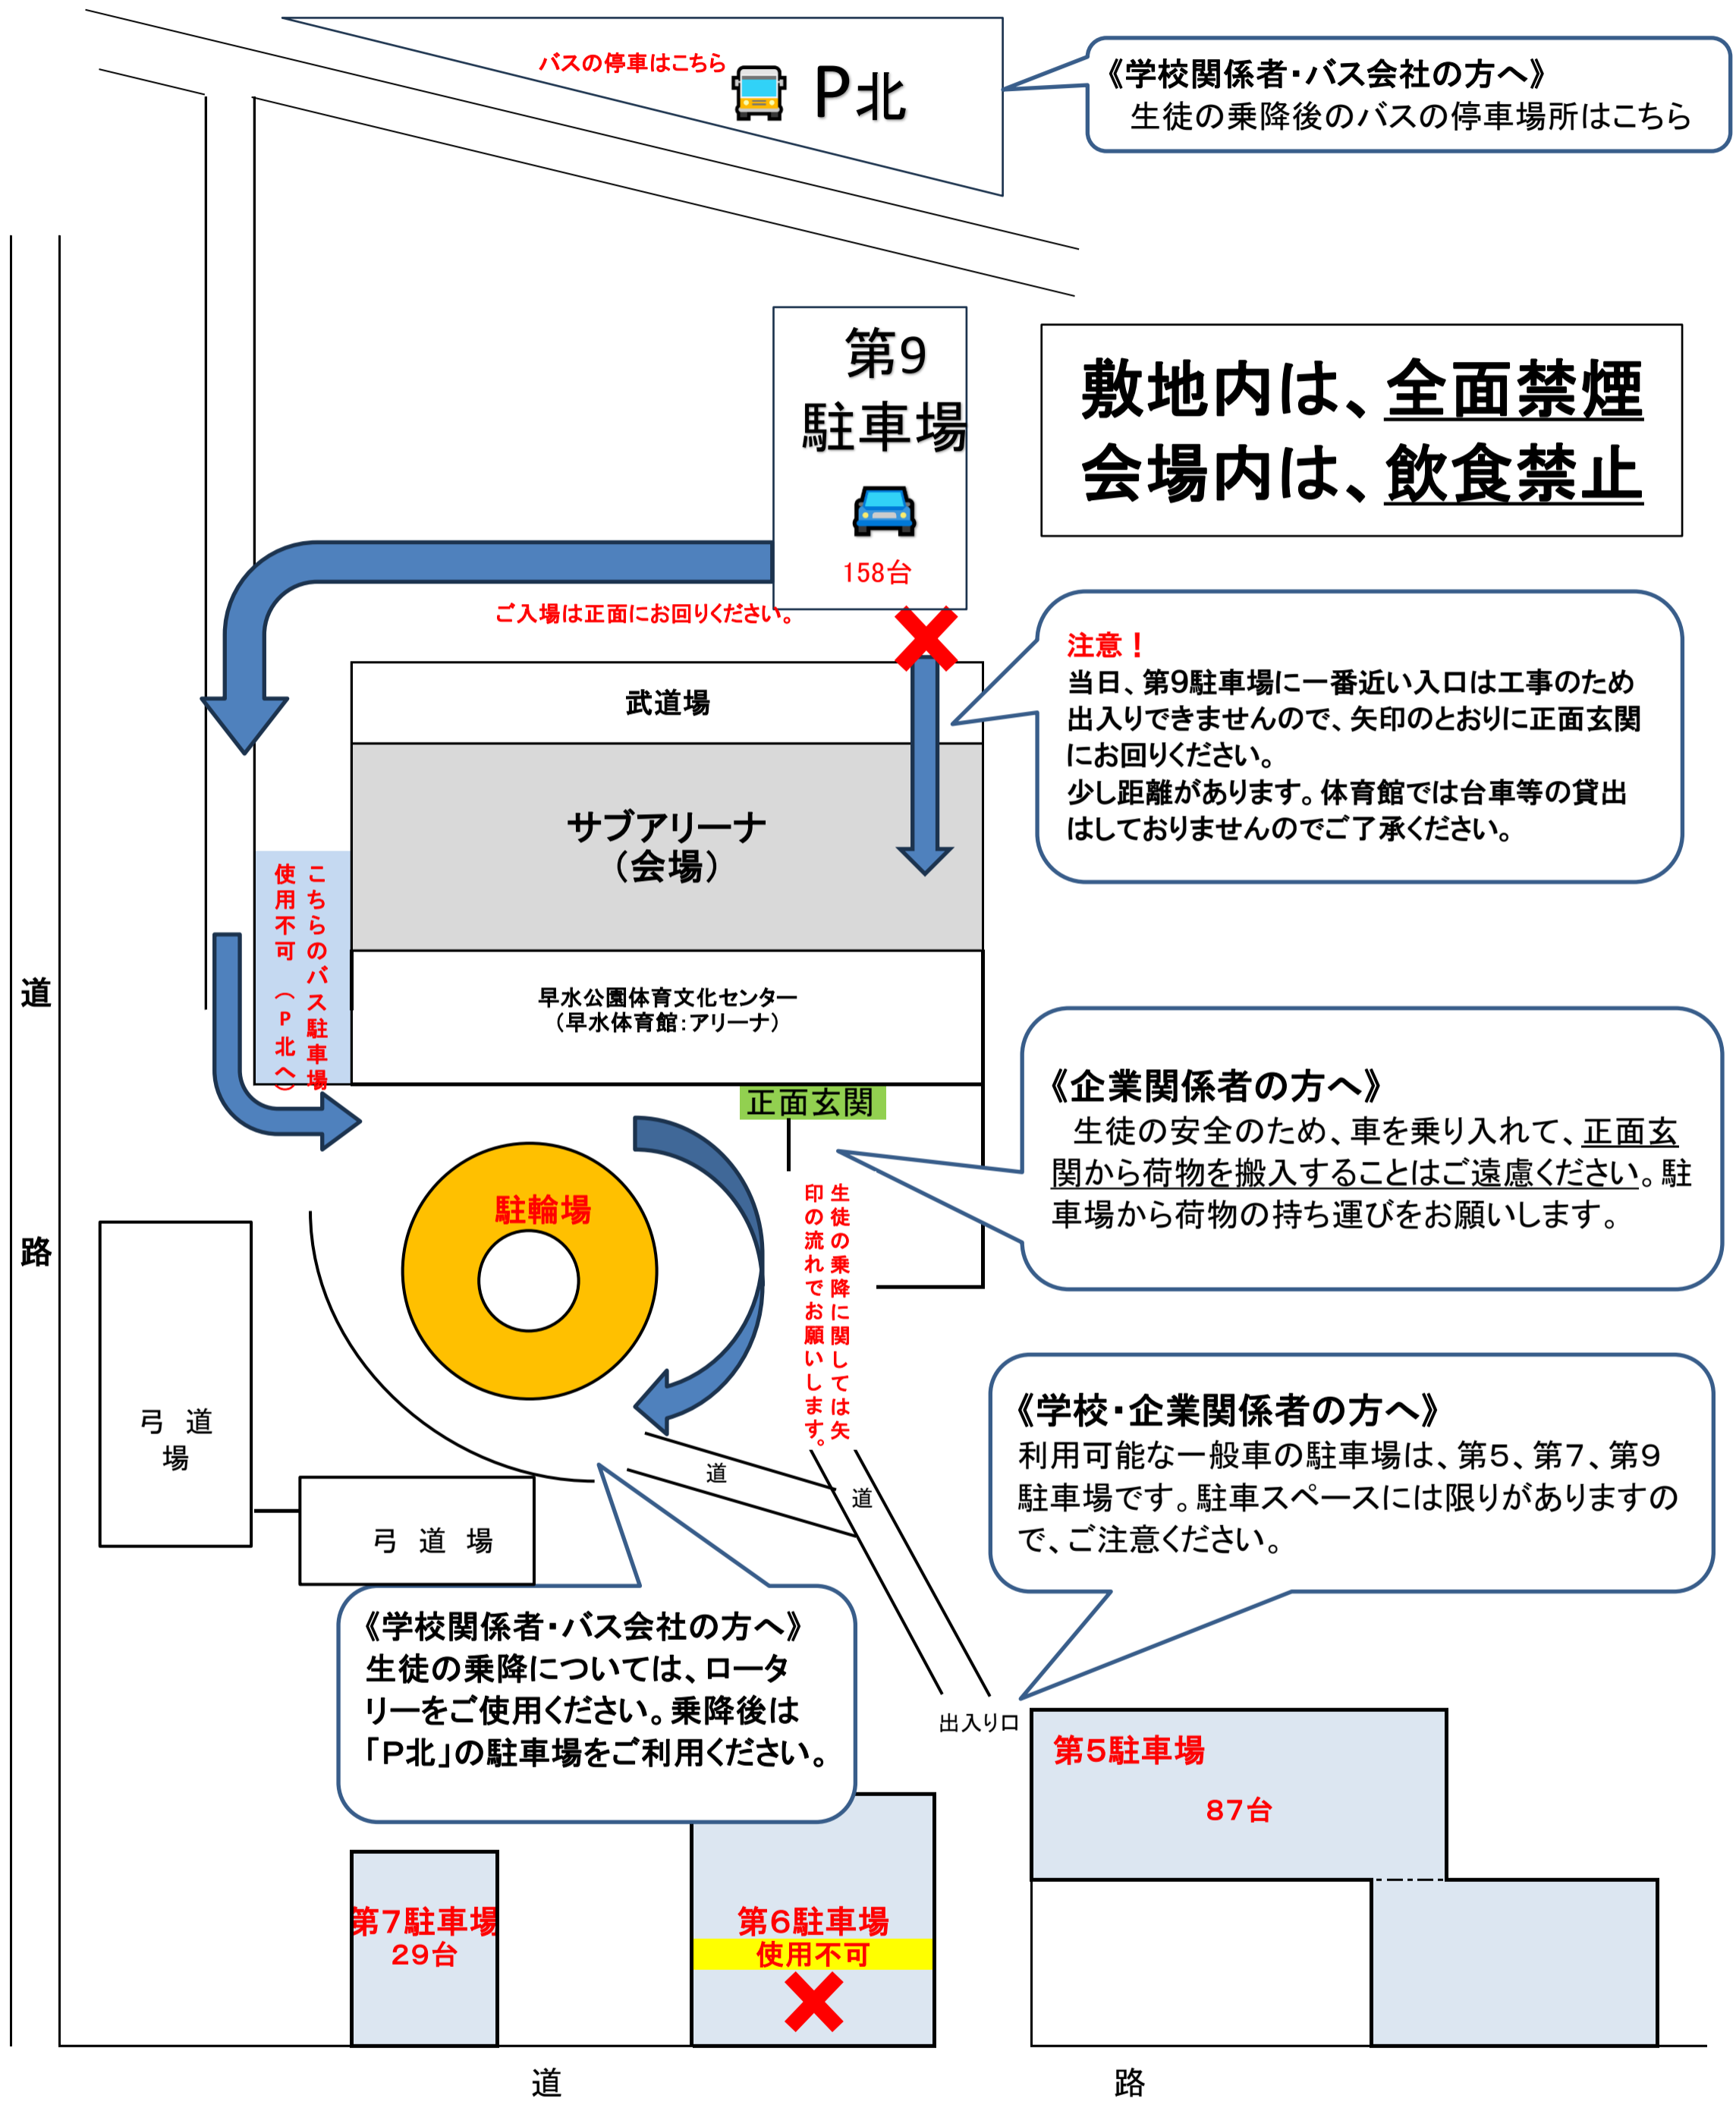 バスの停車はこちら
P北
《学校関係者・バス会社の方へ》
生徒の乗降後のバスの停車場所はこちら
第9
駐車場
158台
敷地内は、全面禁煙
会場内は、飲食禁止
ご入場は正面にお回りください。
注意！
当日、第9駐車場に一番近い入口は工事のため
出入りできませんので、矢印のとおりに正面玄関
にお回りください。
少し距離があります。体育館では台車等の貸出
はしておりませんのでご了承ください。
武道場
サブアリーナ
（会場）
こちらのバス駐車場
使用不可 （P北へ）
早水公園体育文化センター
（早水体育館：アリーナ）
道
路
正面玄関
《企業関係者の方へ》
生徒の安全のため、車を乗り入れて、正面玄
関から荷物を搬入することはご遠慮ください。駐
車場から荷物の持ち運びをお願いします。
駐輪場
生徒の乗降に関しては矢
印の流れでお願いします。
弓 道
場
弓 道 場
道
道
《学校・企業関係者の方へ》
利用可能な一般車の駐車場は、第５、第７、第９
駐車場です。駐車スペースには限りがありますの
で、ご注意ください。
《学校関係者・バス会社の方へ》
生徒の乗降については、ロータ
リーをご使用ください。乗降後は
「Ｐ北」の駐車場をご利用ください。
出入り口
第５駐車場
８７台
第７駐車場
２９台
第６駐車場
使用不可
道
路